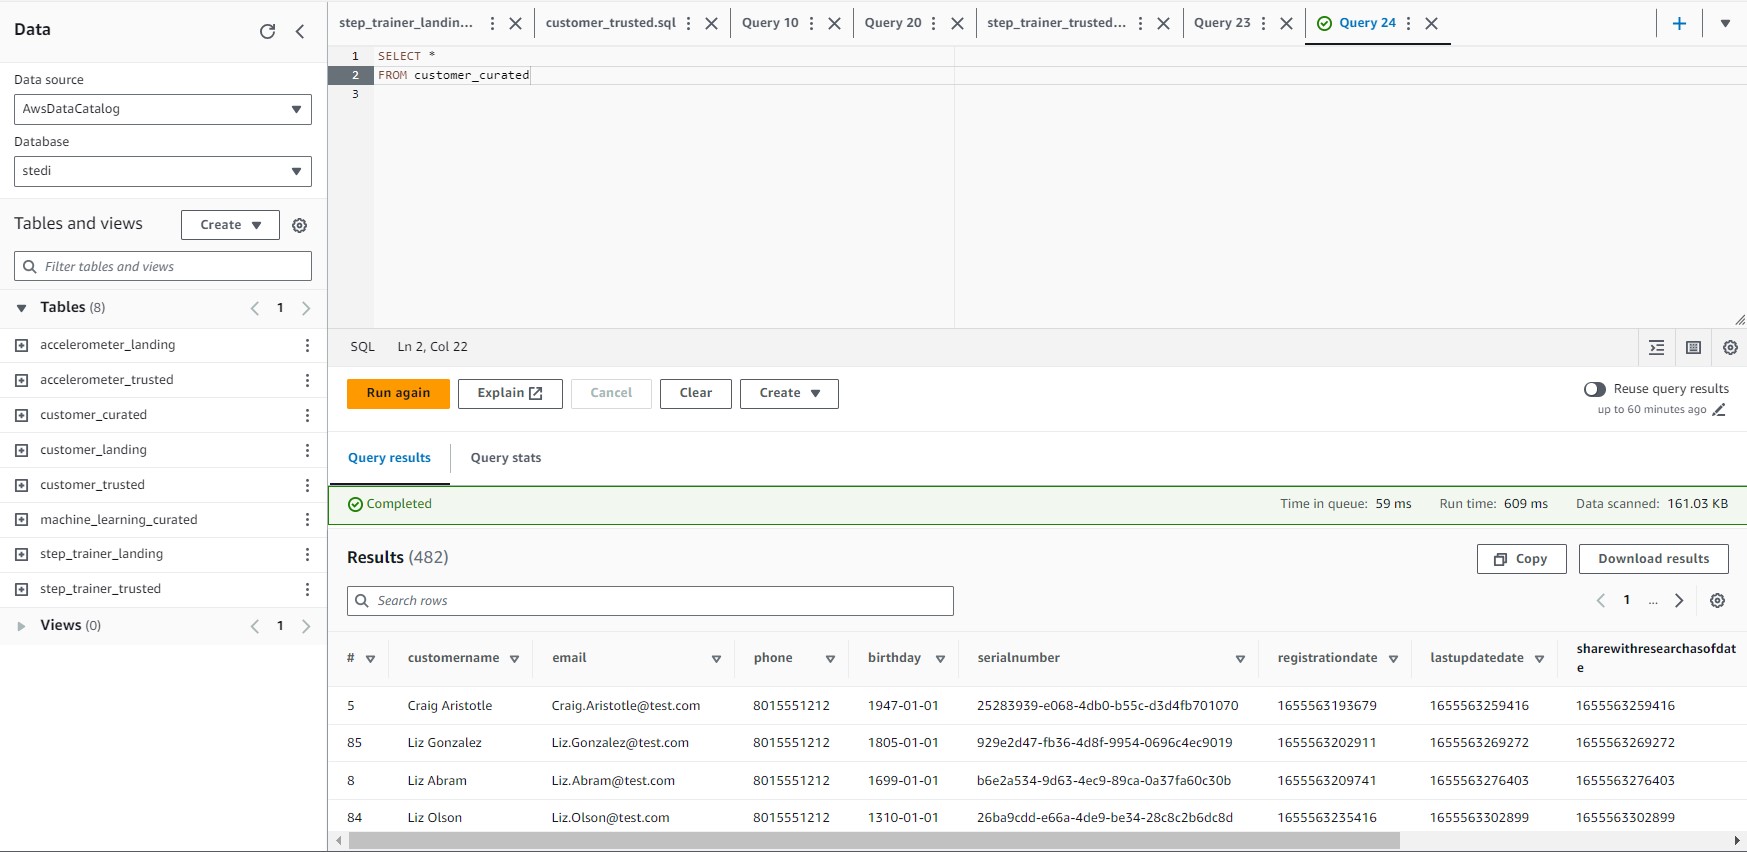 Data
Data source
AwsDataCatalog
Database
stedi
Tables and views
Create
Filter tables and views
Tables (8)
1
accelerometer_landing
accelerometer_trusted
customer_curated
customer_landing
customer_trusted
machine_learning_curated
step_trainer_landing
step_trainer_trusted
Views (0)
1
step_trainer_landin... customer_trusted.sql Query 10 Query 20 step_trainer_trusted... Query 23 Query 24
1 SELECT *
2 FROM customer_curated
3
SQL Ln 2, Col 22
Run again Explain Cancel Clear Create
Reuse query results
up to 60 minutes ago
Query results Query stats
Completed Time in queue: 59 ms Run time: 609 ms Data scanned: 161.03 KB
Results (482) Copy Download results
Search rows 1 ...
# customername email phone birthday serialnumber registrationdate lastupdatedate sharewithresearchasofdat
e
5 Craig Aristotle Craig.Aristotle@test.com 8015551212 1947-01-01 25283939-e068-4db0-b55c-d3d4fb701070 1655563193679 1655563259416 1655563259416
85 Liz Gonzalez Liz.Gonzalez@test.com 8015551212 1805-01-01 929e2d47-fb36-4d8f-9954-0696c4ec9019 1655563202911 1655563269272 1655563269272
8 Liz Abram Liz.Abram@test.com 8015551212 1699-01-01 b6e2a534-9d63-4ec9-89ca-0a37fa60c30b 1655563209741 1655563276403 1655563276403
84 Liz Olson Liz.Olson@test.com 8015551212 1310-01-01 26ba9cdd-e66a-4de9-be34-28c8c2b6dc8d 1655563235416 1655563302899 1655563302899